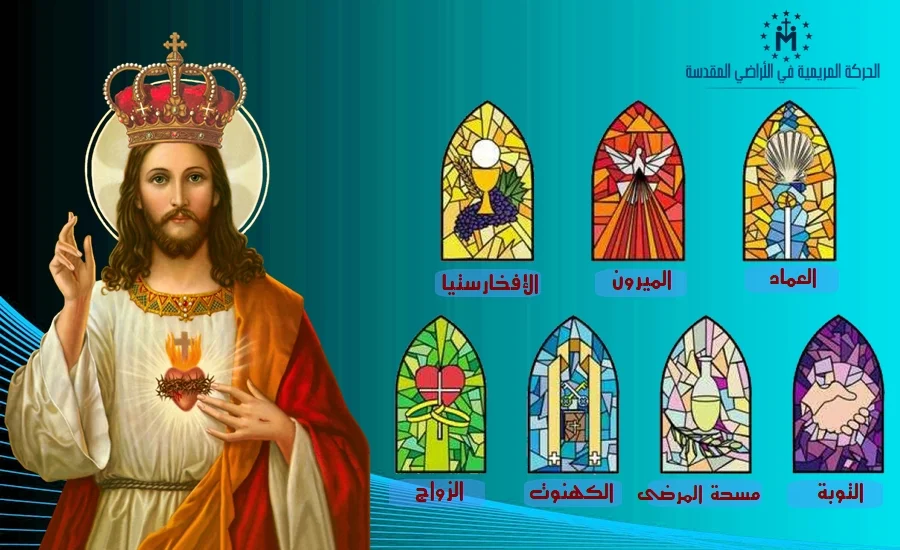 الحركة المريمية في الأراضي المقدسة
العماد
الميرون
الإفخارستيا
التوبة
مسحة المرضى
الكهنوت
الزواج